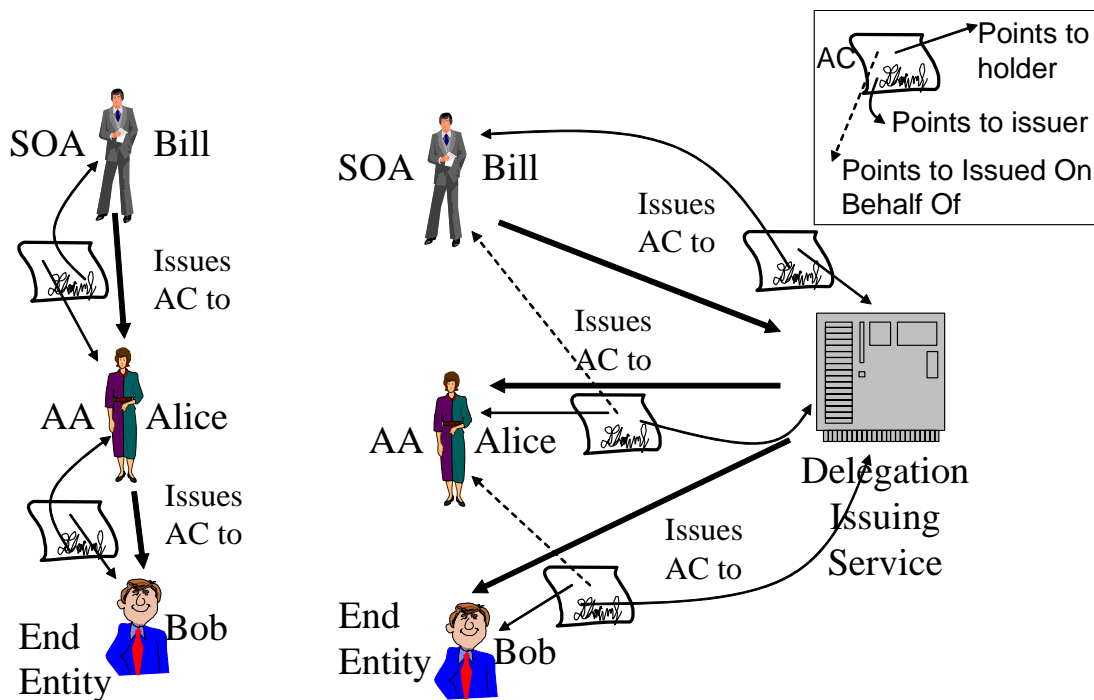 SOA Bill
Issues
AC to
AA Alice
Issues
AC to
End
Entity
Bob
SOA Bill
Issues
AC to
Issues
AC to
AA Alice
Delegation
Issuing
Service
Issues
AC to
End
Entity
Bob
AC
Points to
holder
Points to issuer
Points to Issued On
Behalf Of